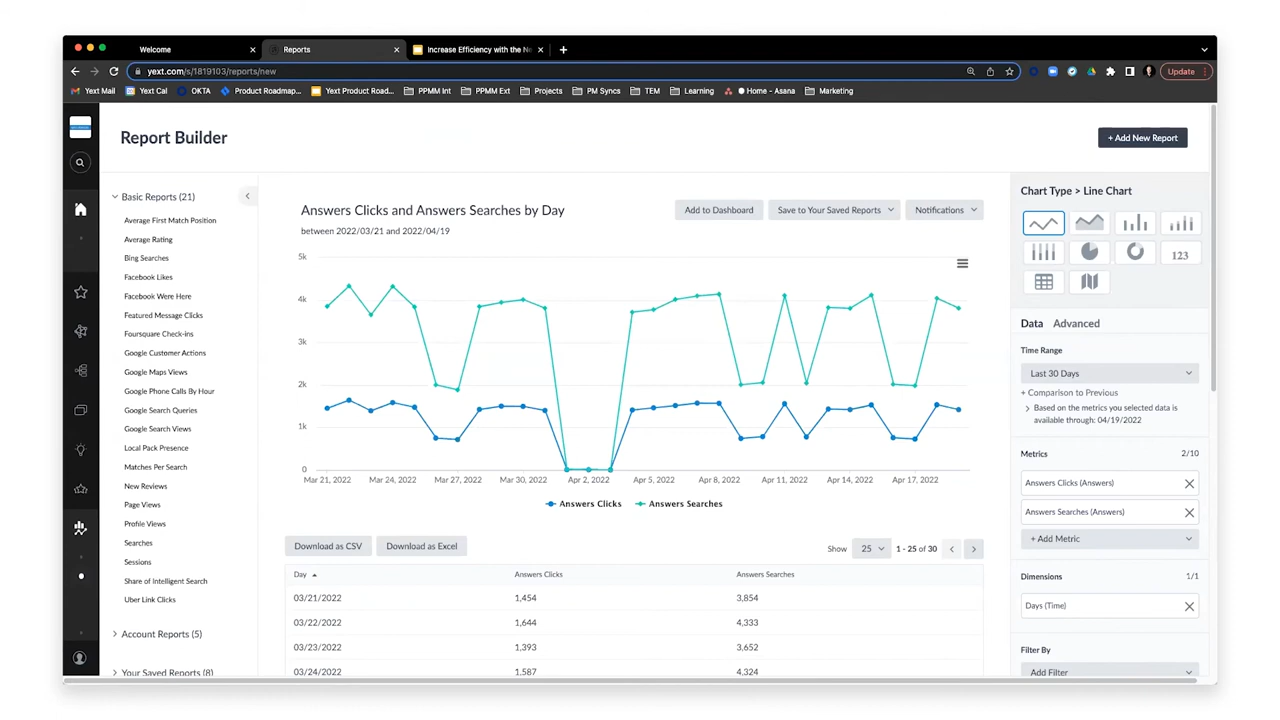 Welcome
Reports
Increase Efficiency with the Ne
yext.com/s/1819103/reports/new
Update
Yext Mail
Yext Cal
OKTA
Product Roadmap...
Yext Product Road...
PPMM Int
PPMM Ext
Projects
PM Syncs
TEM
Learning
Home - Asana
Marketing
Report Builder
+ Add New Report
Basic Reports (21)
Average First Match Position
Average Rating
Bing Searches
Facebook Likes
Facebook Were Here
Featured Message Clicks
Foursquare Check-ins
Google Customer Actions
Google Maps Views
Google Phone Calls By Hour
Google Search Queries
Google Search Views
Local Pack Presence
Matches Per Search
New Reviews
Page Views
Profile Views
Searches
Sessions
Share of Intelligent Search
Uber Link Clicks
Account Reports (5)
Your Saved Reports (8)
Answers Clicks and Answers Searches by Day
between 2022/03/21 and 2022/04/19
Add to Dashboard
Save to Your Saved Reports
Notifications
5k
4k
3k
2k
1k
0
Mar 21, 2022
Mar 24, 2022
Mar 27, 2022
Mar 30, 2022
Apr 2, 2022
Apr 5, 2022
Apr 8, 2022
Apr 11, 2022
Apr 14, 2022
Apr 17, 2022
Answers Clicks
Answers Searches
Download as CSV
Download as Excel
Show
25
1 - 25 of 30
Day
Answers Clicks
Answers Searches
03/21/2022
1,454
3,854
03/22/2022
1,644
4,333
03/23/2022
1,393
3,652
03/24/2022
1,587
4,324
Chart Type > Line Chart
123
Data
Advanced
Time Range
Last 30 Days
+ Comparison to Previous
Based on the metrics you selected data is
available through: 04/19/2022
Metrics
2/10
Answers Clicks (Answers)
Answers Searches (Answers)
+ Add Metric
Dimensions
1/1
Days (Time)
Filter By
Add Filter